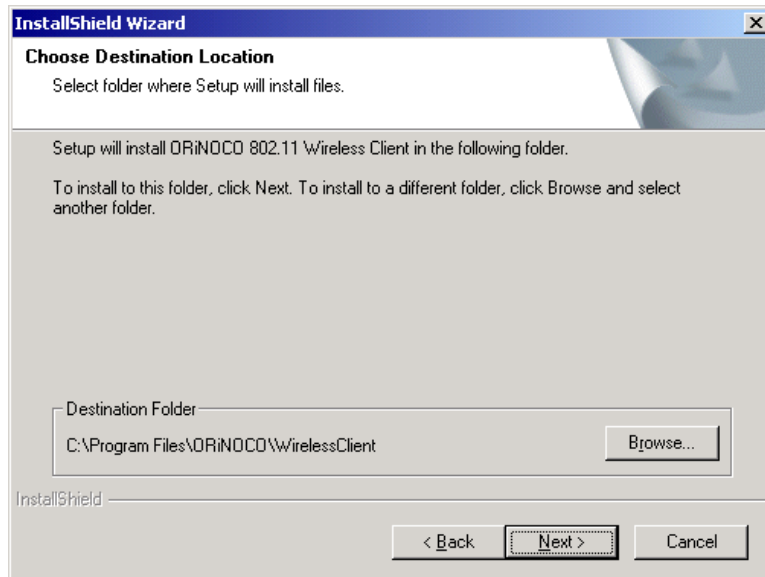 InstallShield Wizard
Choose Destination Location
Select folder where Setup will install files.
Setup will install ORiNOCO 802.11 Wireless Client in the following folder.
To install to this folder, click Next. To install to a different folder, click Browse and select
another folder.
Destination Folder
C:\Program Files\ORiNOCO\WirelessClient
Browse...
InstallShield
< Back
Next >
Cancel